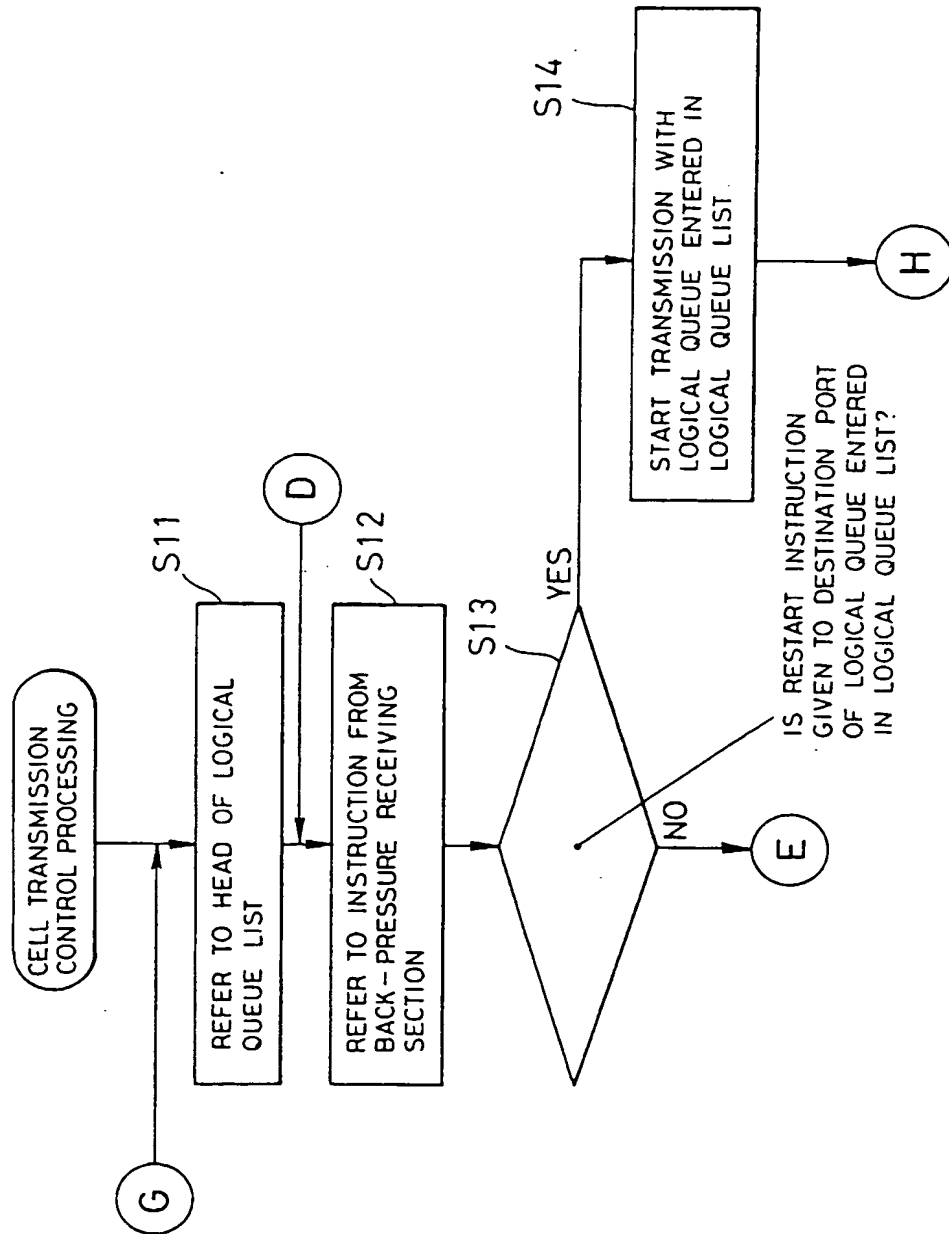 CELL TRANSMISSION
CONTROL PROCESSING
G
S11
REFER TO HEAD OF LOGICAL
QUEUE LIST
D
S12
REFER TO INSTRUCTION FROM
BACK-PRESSURE RECEIVING
SECTION
S13
YES
NO
E
S14
START TRANSMISSION WITH
LOGICAL QUEUE ENTERED IN
LOGICAL QUEUE LIST
H
IS RESTART INSTRUCTION
GIVEN TO DESTINATION PORT
OF LOGICAL QUEUE ENTERED
IN LOGICAL QUEUE LIST?